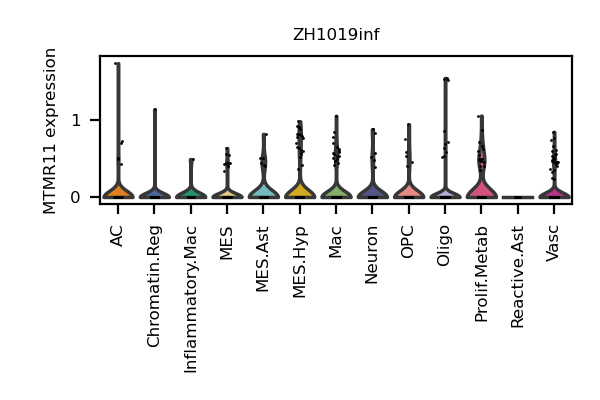 ZH1019inf
MTMR11 expression
1
0
AC
Chromatin.Reg
Inflammatory.Mac
MES
MES.Ast
MES.Hyp
Mac
Neuron
OPC
Oligo
Prolif.Metab
Reactive.Ast
Vasc